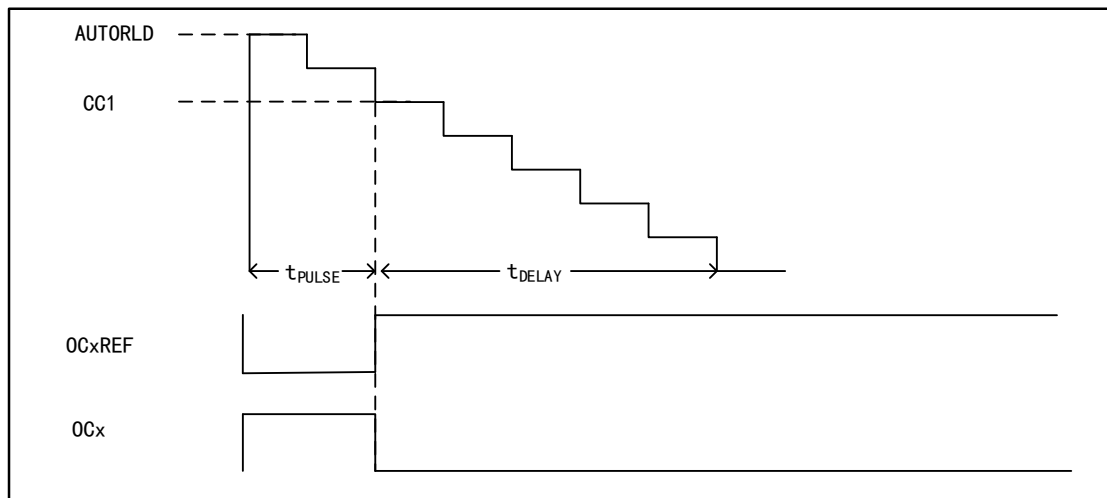 AUTORLD
CC1
tPULSE
tDELAY
OCxREF
OCx